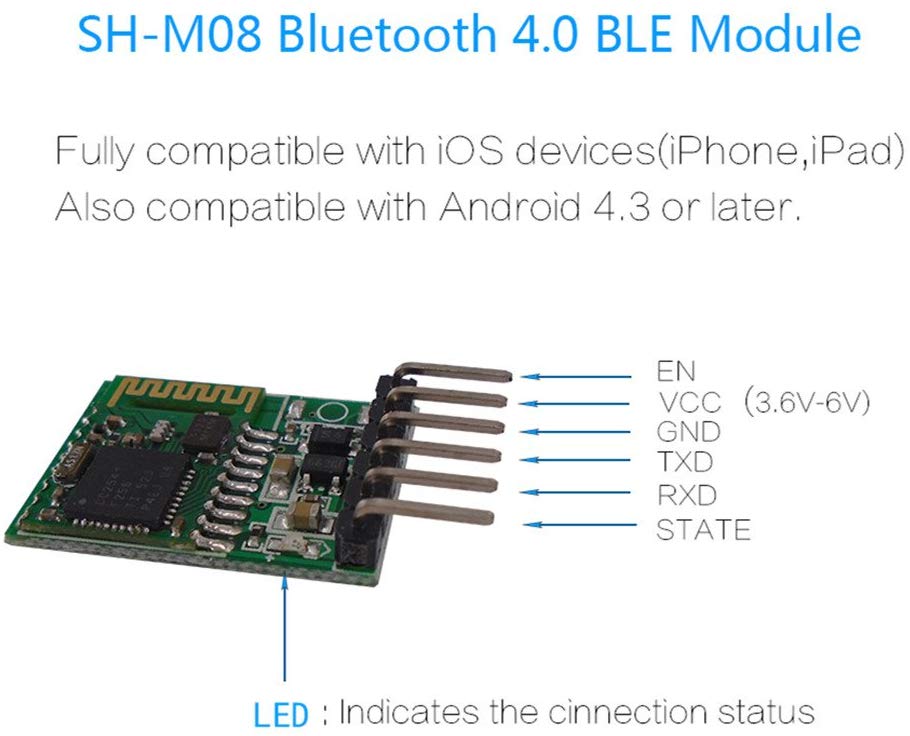 SH-M08 Bluetooth 4.0 BLE Module
Fully compatible with iOS devices(iPhone,iPad)
Also compatible with Android 4.3 or later.
EN
VCC (3.6V-6V)
GND
TXD
RXD
STATE
LED : Indicates the cinnection status